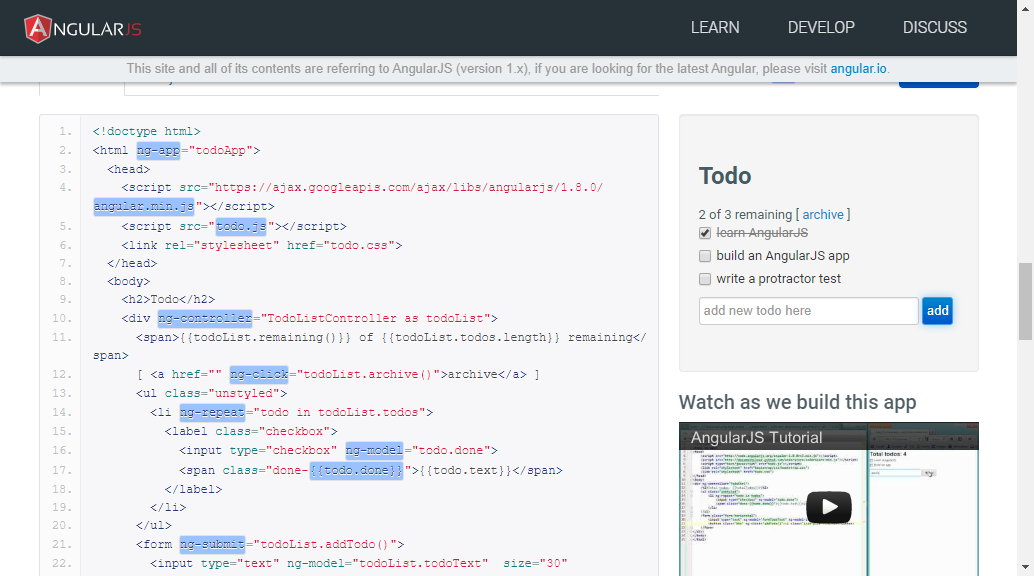 ANGULARJS
LEARN DEVELOP DISCUSS
This site and all of its contents are referring to AngularJS (version 1.x), if you are looking for the latest Angular, please visit angular.io.
1. <!doctype html>
2. <html ng-app="todoApp">
3. <head>
4. <script src="https://ajax.googleapis.com/ajax/libs/angularjs/1.8.0/
angular.min.js"></script>
5. <script src="todo.js"></script>
6. <link rel="stylesheet" href="todo.css">
7. </head>
8. <body>
9. <h2>Todo</h2>
10. <div ng-controller="TodoListController as todoList">
11. <span>{{todoList.remaining()}} of {{todoList.todos.length}} remaining</
span>
12. [ <a href="" ng-click="todoList.archive()">archive</a> ]
13. <ul class="unstyled">
14. <li ng-repeat="todo in todoList.todos">
15. <label class="checkbox">
16. <input type="checkbox" ng-model="todo.done">
17. <span class="done-{{todo.done}}">{{todo.text}}</span>
18. </label>
19. </li>
20. </ul>
21. <form ng-submit="todoList.addTodo()">
22. <input type="text" ng-model="todoList.todoText" size="30"
Todo
2 of 3 remaining [ archive ]
learn AngularJS
build an AngularJS app
write a protractor test
add new todo here add
Watch as we build this app
AngularJS Tutorial
Total todos: 4